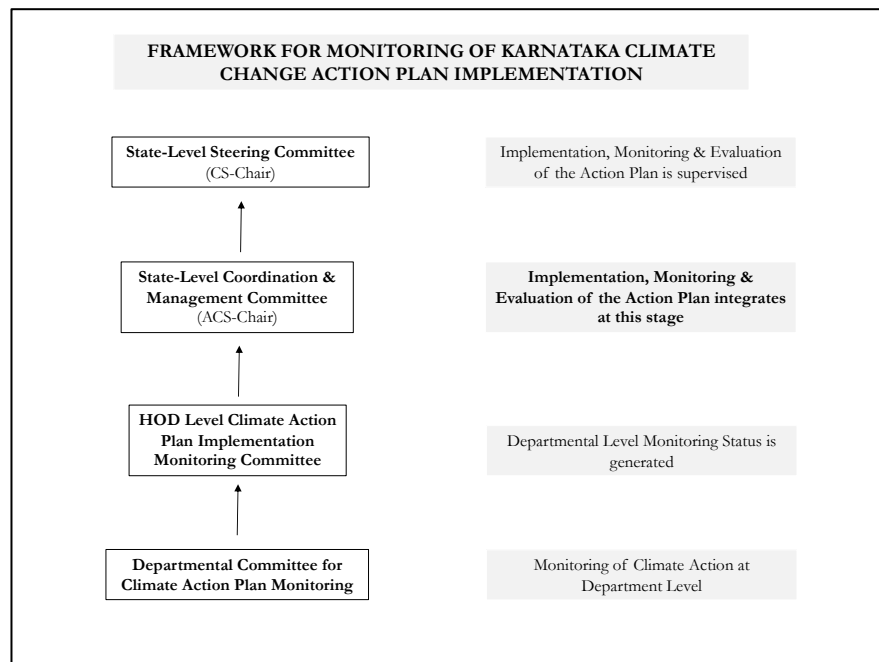 FRAMEWORK FOR MONITORING OF KARNATAKA CLIMATE
CHANGE ACTION PLAN IMPLEMENTATION
State-Level Steering Committee
(CS-Chair)
Implementation, Monitoring & Evaluation
of the Action Plan is supervised
State-Level Coordination &
Management Committee
(ACS-Chair)
Implementation, Monitoring &
Evaluation of the Action Plan integrates
at this stage
HOD Level Climate Action
Plan Implementation
Monitoring Committee
Departmental Level Monitoring Status is
generated
Departmental Committee for
Climate Action Plan Monitoring
Monitoring of Climate Action at
Department Level